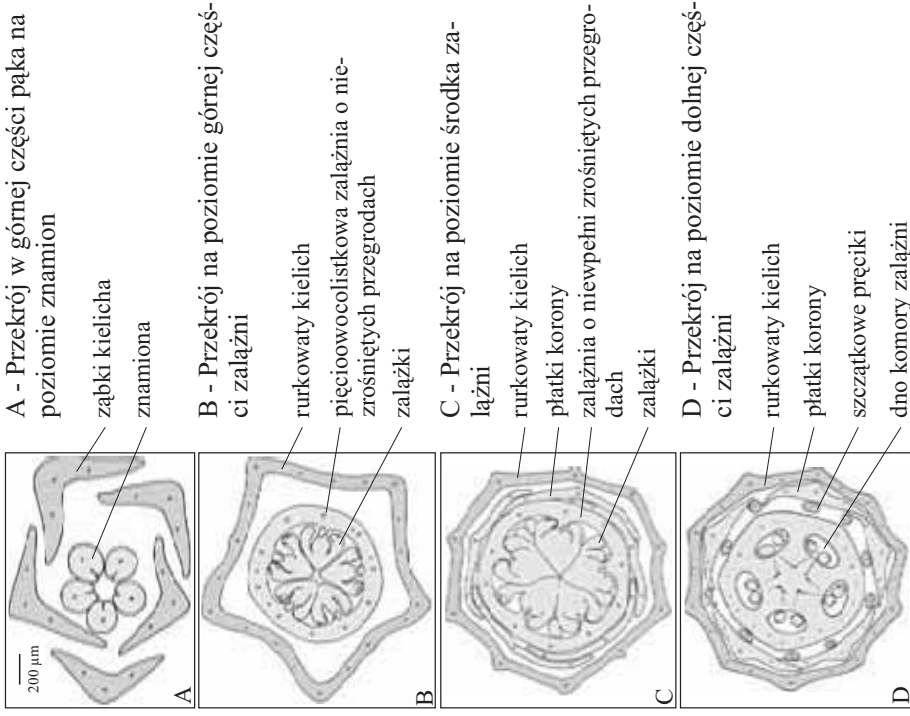 A - Przekrój w górnej części pąka na
poziomie znamion
ząbki kielicha
znamiona
200 µm
A
B - Przekrój na poziomie górnej częś-
ci zalążni
rurkowaty kielich
pięcioowocolistkowa zalążnia o nie-
zrośniętych przegrodach
zalążki
B
C - Przekrój na poziomie środka za-
lążni
rurkowaty kielich
płatki korony
zalążnia o niewpełni zrośniętych przegro-
dach
zalążki
C
D - Przekrój na poziomie dolnej częś-
ci zalążni
rurkowaty kielich
płatki korony
szczątkowe pręciki
dno komory zalążni
D